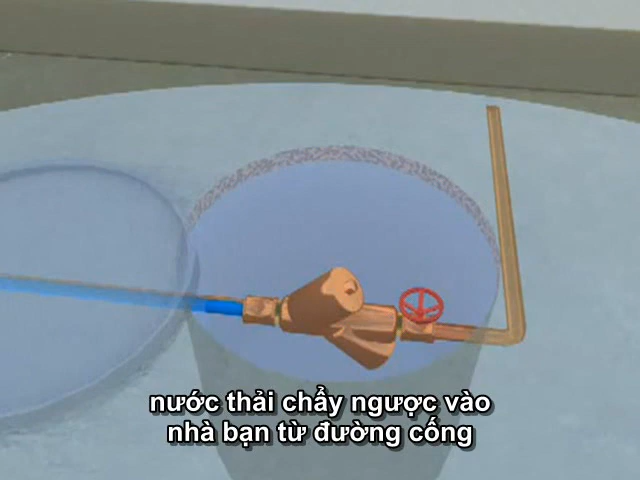 nước thải chẩy ngược vào
nhà bạn từ đường cống